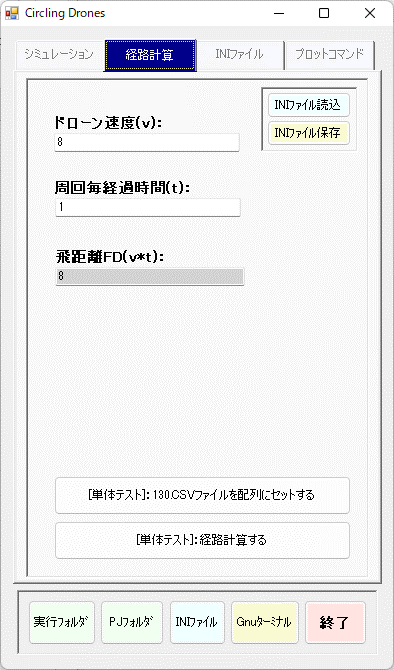 Circling Drones
シミュレーション 経路計算 INIファイル プロットコマンド
INIファイル読込
INIファイル保存
ドローン速度(v):
8
周回毎経過時間(t):
1
飛距離FD(v*t):
8
[単体テスト]: 130.CSVファイルを配列にセットする
[単体テスト]:経路計算する
実行フォルダ PJフォルダ INIファイル Gnuターミナル 終了